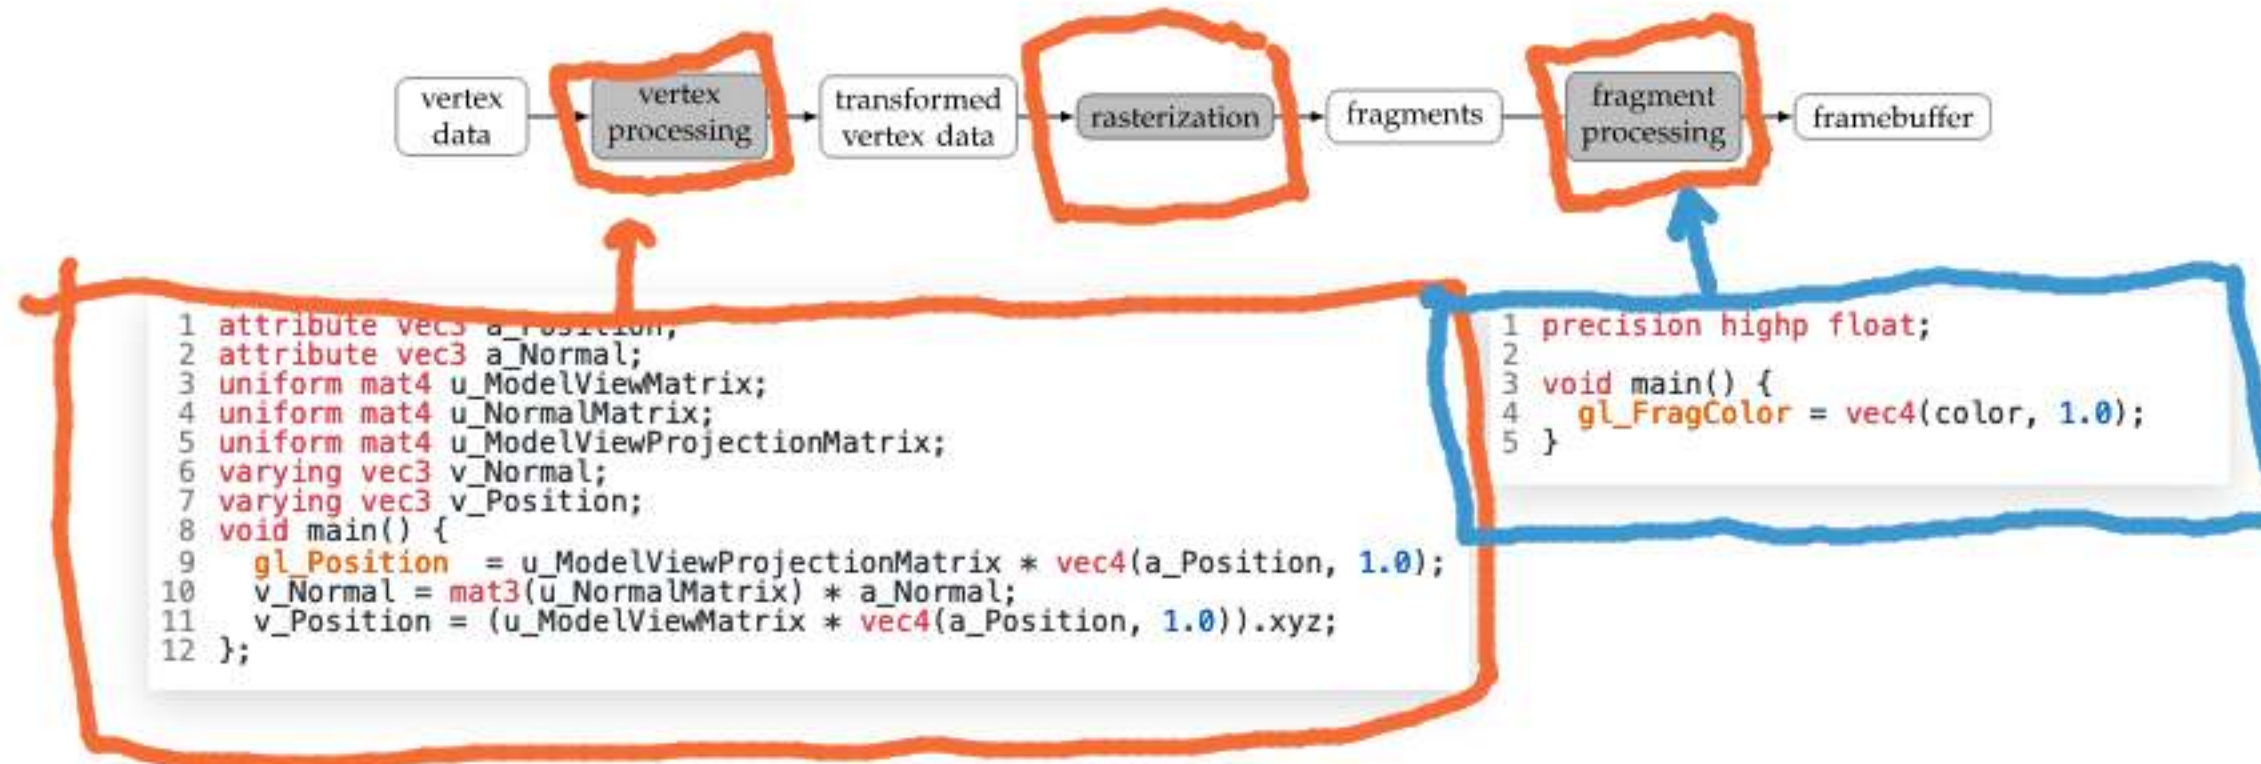 vertex
data
vertex
processing
transformed
vertex data
rasterization
fragments
fragment
processing
framebuffer
1 attribute vec3 a_Position;
2 attribute vec3 a_Normal;
3 uniform mat4 u_ModelViewMatrix;
4 uniform mat4 u_NormalMatrix;
5 uniform mat4 u_ModelViewProjectionMatrix;
6 varying vec3 v_Normal;
7 varying vec3 v_Position;
8 void main() {
9 gl_Position = u_ModelViewProjectionMatrix * vec4(a_Position, 1.0);
10 v_Normal = mat3(u_NormalMatrix) * a_Normal;
11 v_Position = (u_ModelViewMatrix * vec4(a_Position, 1.0)).xyz;
12 };
1 precision highp float;
2
3 void main() {
4 gl_FragColor = vec4(color, 1.0);
5 }